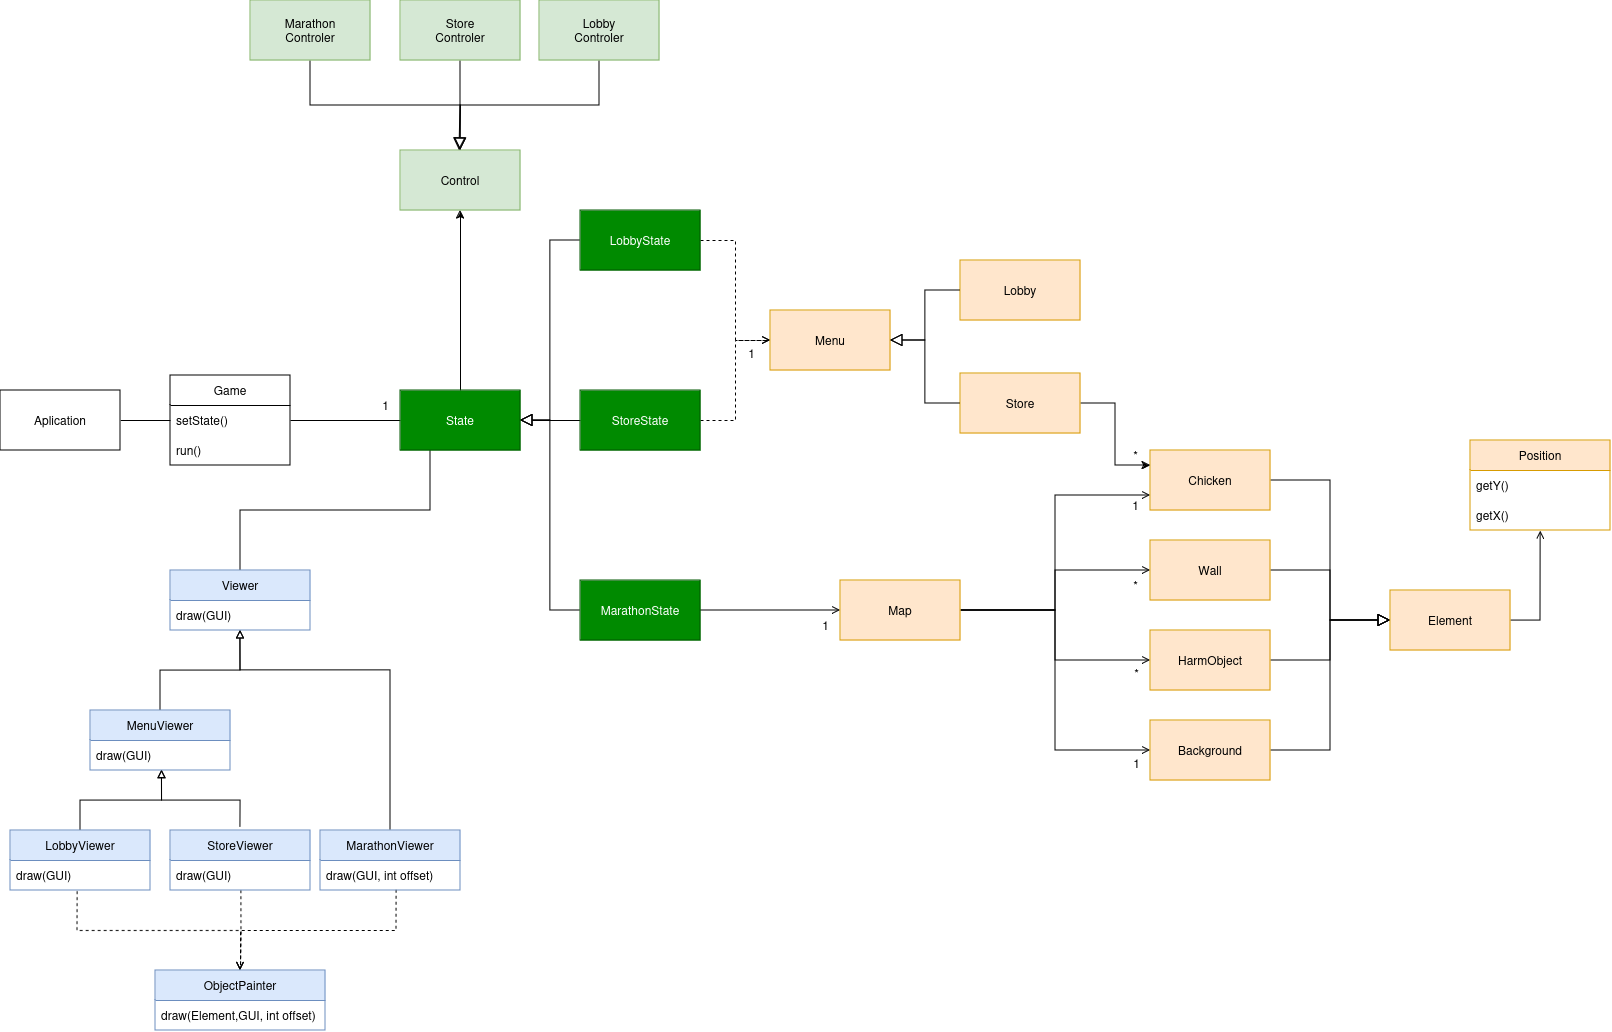 Marathon
Controler
Store
Controler
Lobby
Controler
Control
LobbyState
Lobby
Menu
1
Store
Aplication
Game
setState()
run()
1
State
StoreState
*
Chicken
1
Position
getY()
getX()
Viewer
draw(GUI)
MarathonState
1
Map
Wall
*
HarmObject
*
Background
1
Element
MenuViewer
draw(GUI)
LobbyViewer
draw(GUI)
StoreViewer
draw(GUI)
MarathonViewer
draw(GUI, int offset)
ObjectPainter
draw(Element,GUI, int offset)